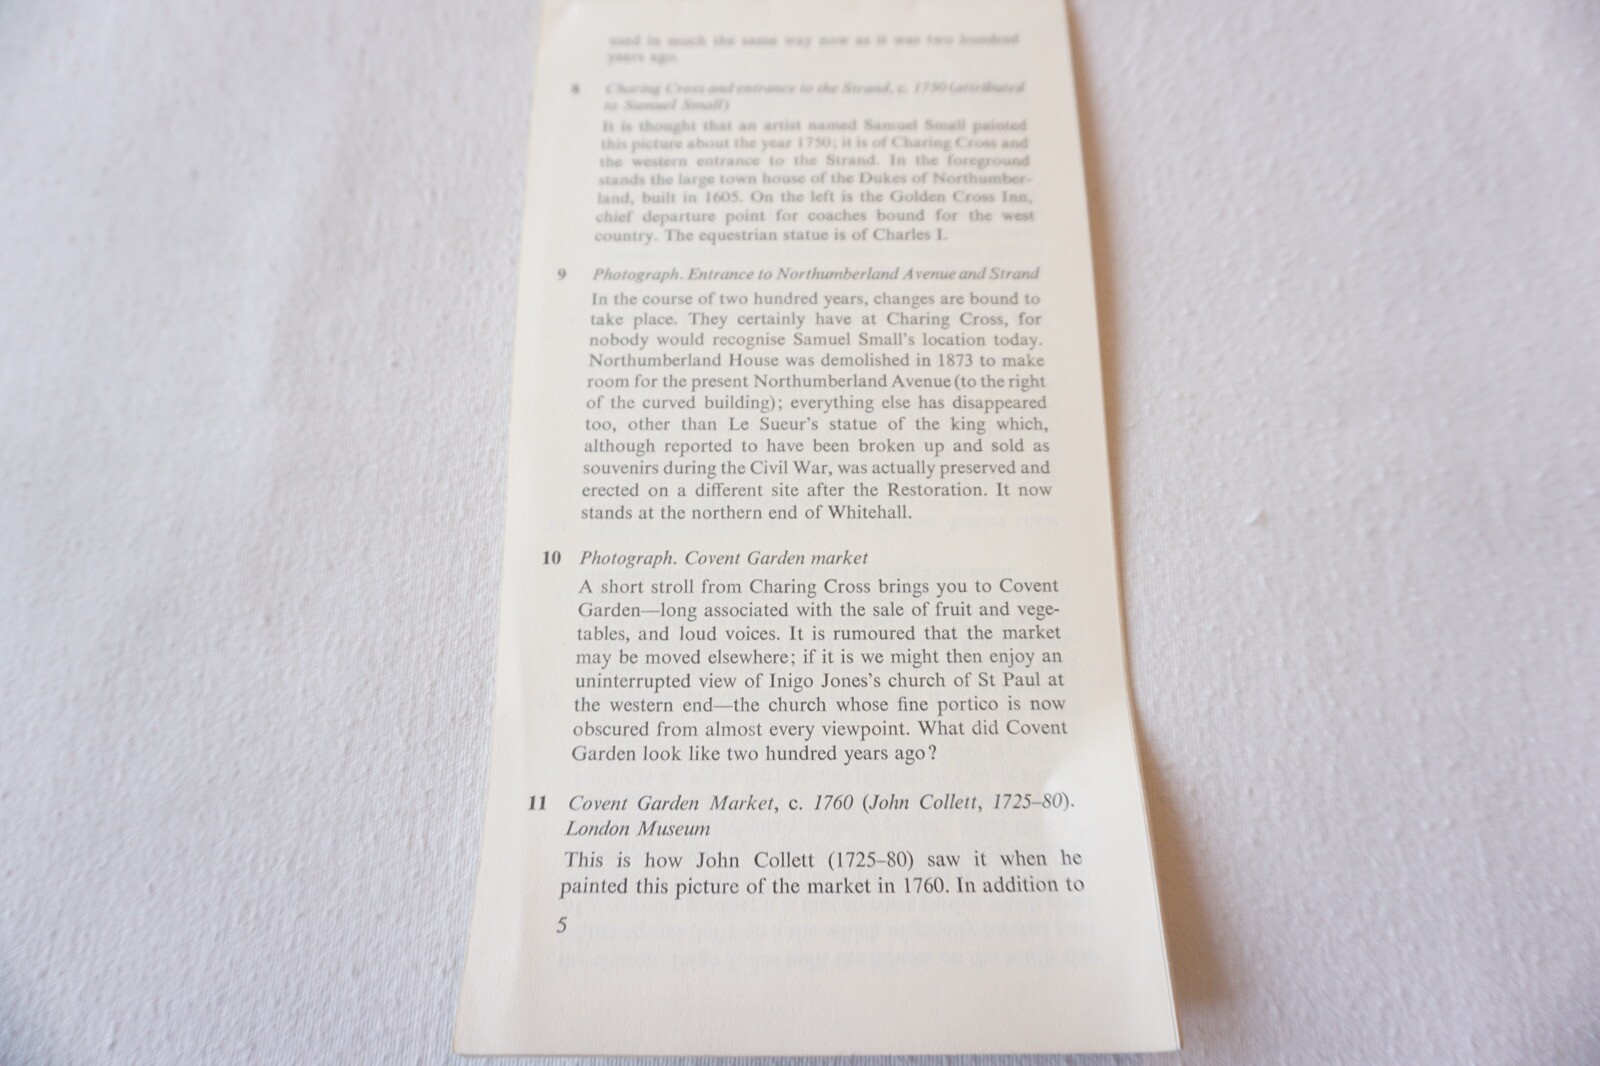 used in much the same way now as it was two hundred
years ago.
8 Charing Cross and entrance to the Strand, c. 1750 (attributed
to Samuel Small)
It is thought that an artist named Samuel Small painted
this picture about the year 1750; it is of Charing Cross and
the western entrance to the Strand. In the foreground
stands the large town house of the Dukes of Northumber-
land, built in 1605. On the left is the Golden Cross Inn,
chief departure point for coaches bound for the west
country. The equestrian statue is of Charles I.
9 Photograph. Entrance to Northumberland Avenue and Strand
In the course of two hundred years, changes are bound to
take place. They certainly have at Charing Cross, for
nobody would recognise Samuel Small's location today.
Northumberland House was demolished in 1873 to make
room for the present Northumberland Avenue (to the right
of the curved building); everything else has disappeared
too, other than Le Sueur's statue of the king which,
although reported to have been broken up and sold as
souvenirs during the Civil War, was actually preserved and
erected on a different site after the Restoration. It now
stands at the northern end of Whitehall.
10 Photograph. Covent Garden market
A short stroll from Charing Cross brings you to Covent
Garden—long associated with the sale of fruit and vege-
tables, and loud voices. It is rumoured that the market
may be moved elsewhere; if it is we might then enjoy an
uninterrupted view of Inigo Jones's church of St Paul at
the western end—the church whose fine portico is now
obscured from almost every viewpoint. What did Covent
Garden look like two hundred years ago?
11 Covent Garden Market, c. 1760 (John Collett, 1725–80).
London Museum
This is how John Collett (1725–80) saw it when he
painted this picture of the market in 1760. In addition to
5